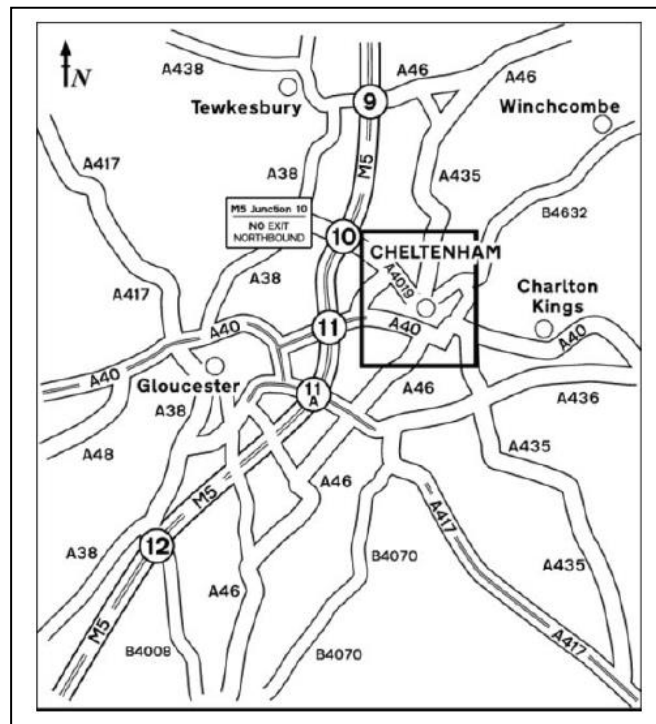 A438
A46
A46
N
Tewkesbury
9
Winchcombe
A417
A38
M5
A435
B4632
M5 Junction 10
NO EXIT
NORTHBOUND
10
CHELTENHAM
A38
A4019
Charlton
Kings
A417
A40
11
A40
A40
A40
Gloucester
11
A
A46
A436
A38
A48
A435
A46
M5
A417
12
A38
A46
B4070
A435
M5
B4008
B4070
A417